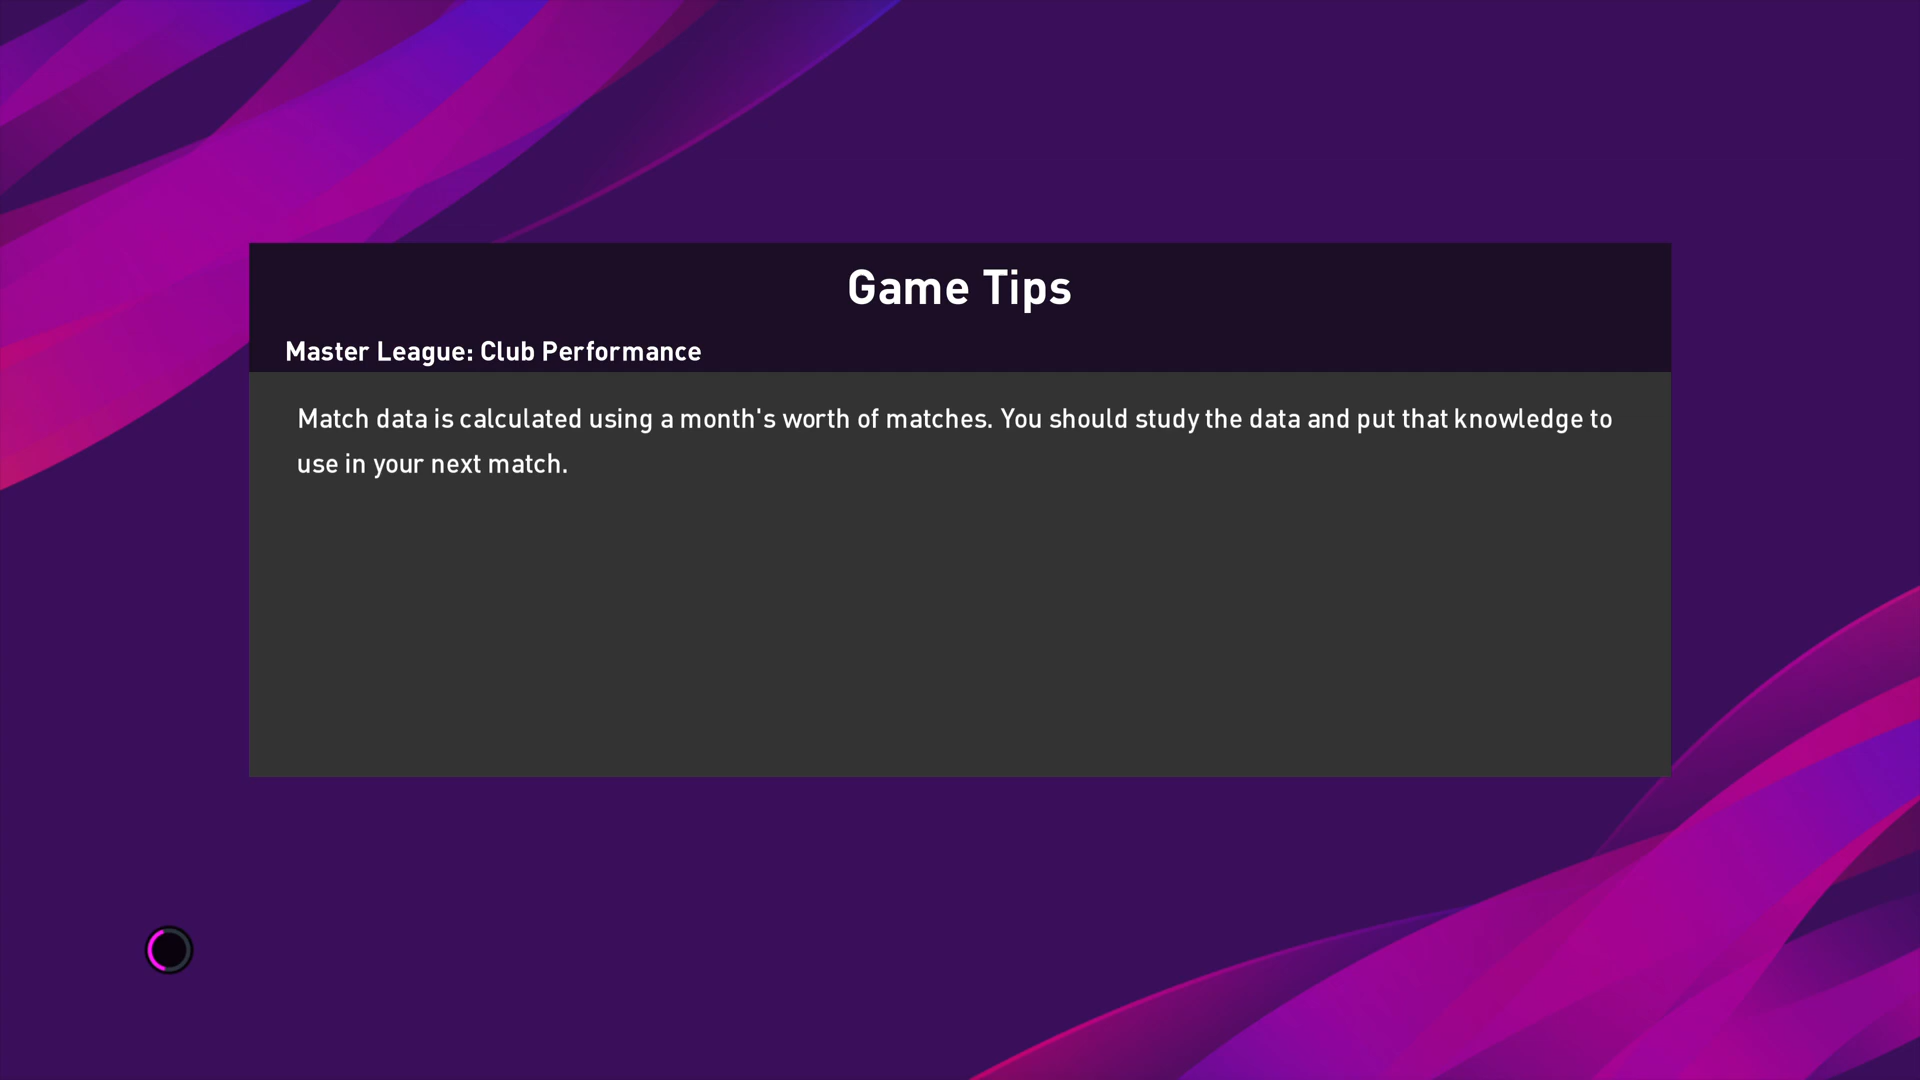 Game Tips
Master League: Club Performance
Match data is calculated using a month's worth of matches. You should study the data and put that knowledge to
use in your next match.